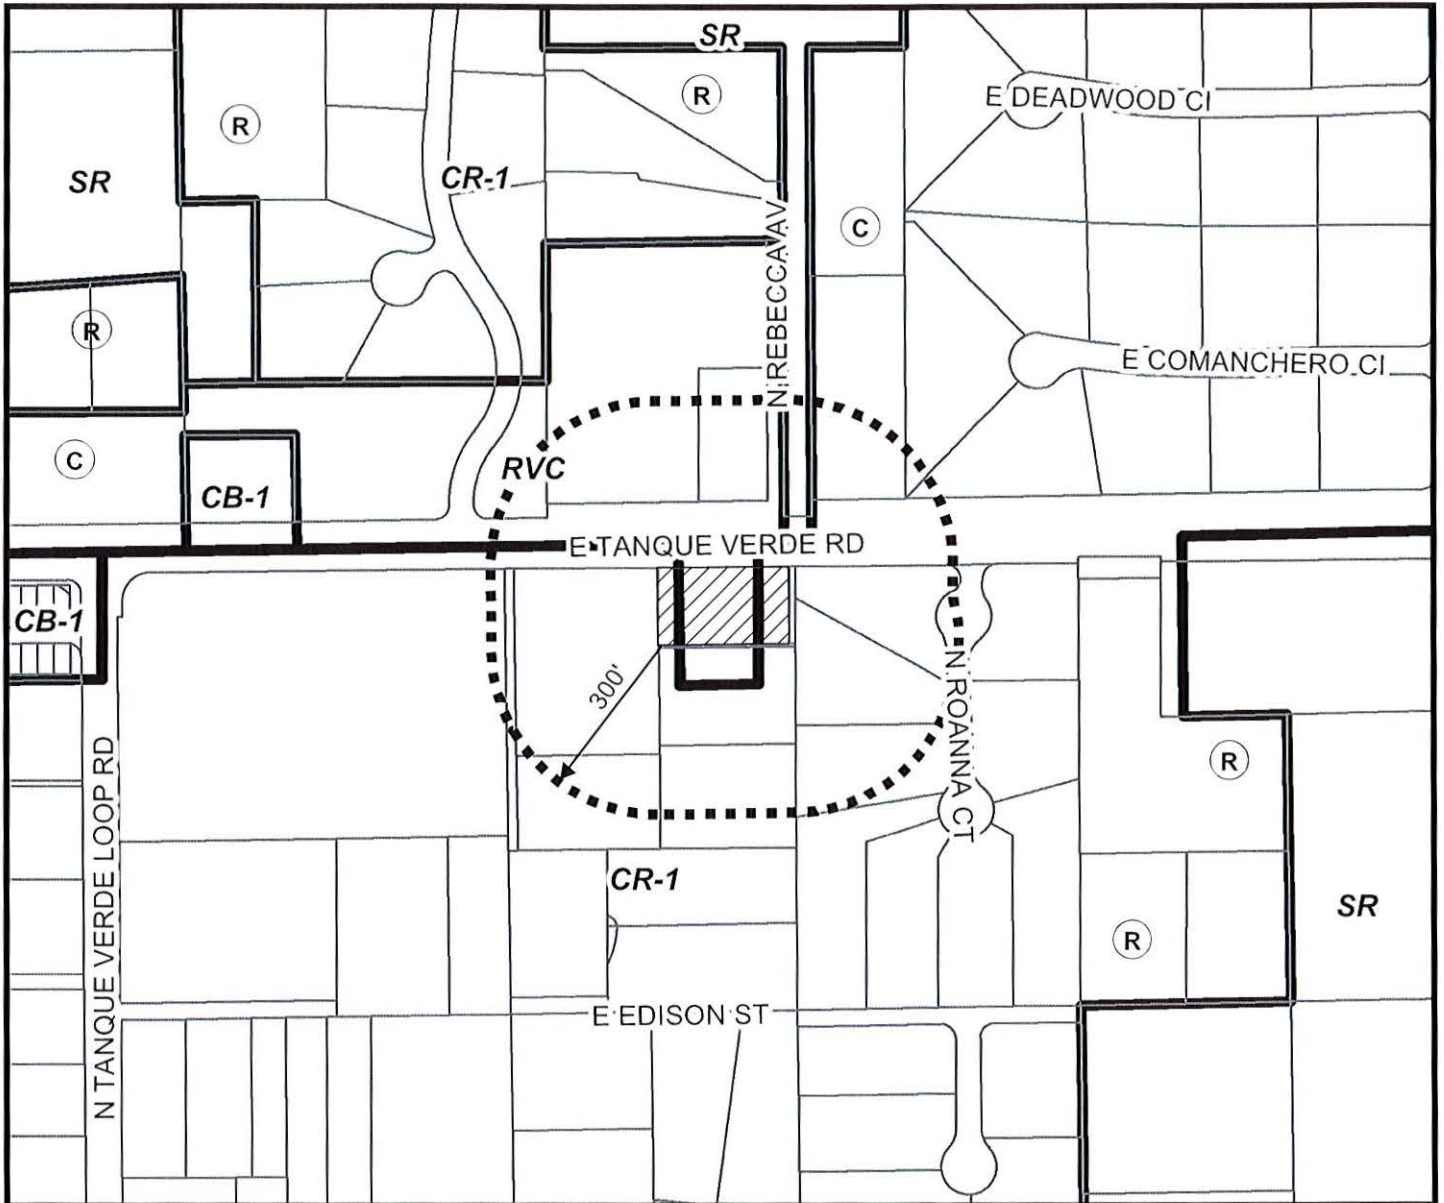 SR
R
E DEADWOOD CI
R
SR
CR-1
C
N REBECCA AV
R
E COMANCHERO CI
C
RVC
CB-1
E TANQUE VERDE RD
CB-1
300'
N ROANNA CT
R
N TANQUE VERDE LOOP RD
CR-1
SR
R
E EDISON ST